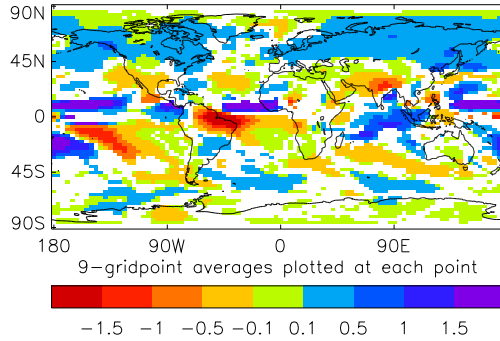 90N
45N
0
45S
90S
180 90W 0 90E
9-gridpoint averages plotted at each point
-1.5 -1 -0.5 -0.1 0.1 0.5 1 1.5